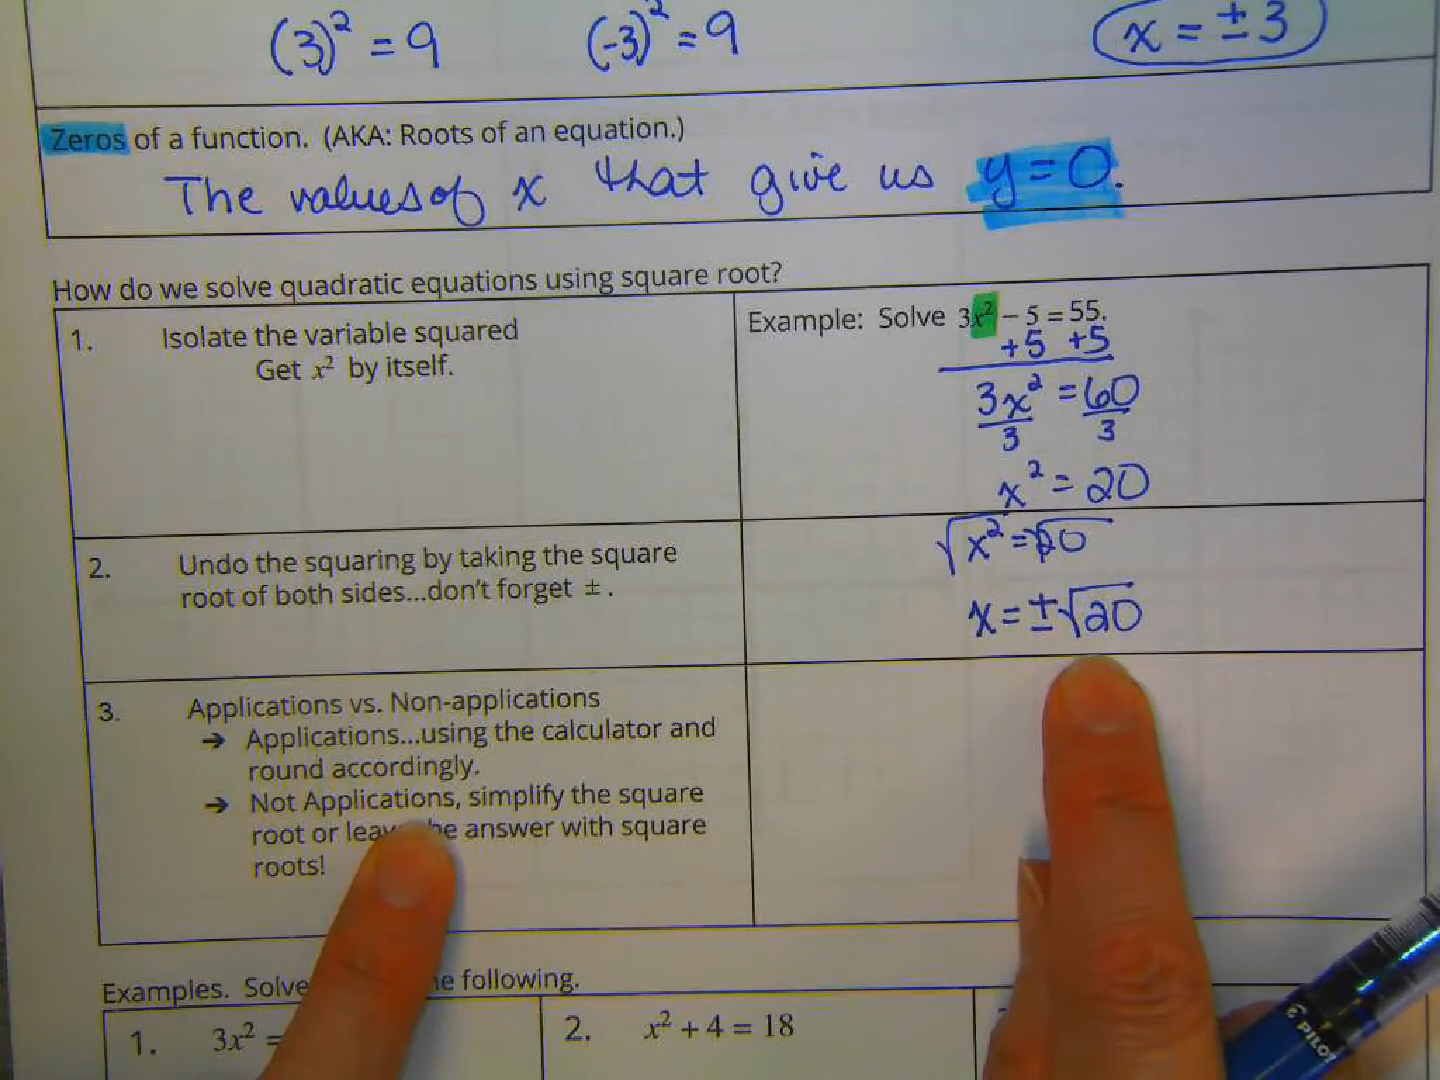 (3)² = 9 (-3)² = 9 x = ± 3
Zeros of a function. (AKA: Roots of an equation.)
The values of x that give us y = 0.
How do we solve quadratic equations using square root?
1. Isolate the variable squared
Get x² by itself.
Example: Solve 3x² – 5 = 55.
+5 +5
3x² = 60
3 3
x² = 20
2. Undo the squaring by taking the square
root of both sides...don't forget ± .
√x² = √20
x = ±√20
3. Applications vs. Non-applications
→ Applications...using the calculator and
round accordingly.
→ Not Applications, simplify the square
root or answer with square
roots!
Examples. Solve following.
1. 3x² =
2. x² + 4 = 18
PILOT